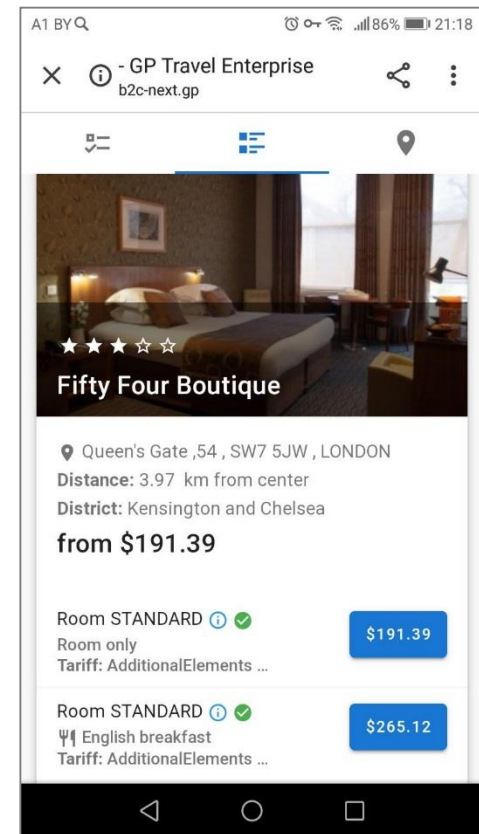 A1 BY 86% 21:18
- GP Travel Enterprise
b2c-next.gp
Fifty Four Boutique
Queen's Gate ,54 , SW7 5JW , LONDON
Distance: 3.97 km from center
District: Kensington and Chelsea
from $191.39
Room STANDARD
Room only
Tariff: AdditionalElements ...
$191.39
Room STANDARD
English breakfast
Tariff: AdditionalElements ...
$265.12